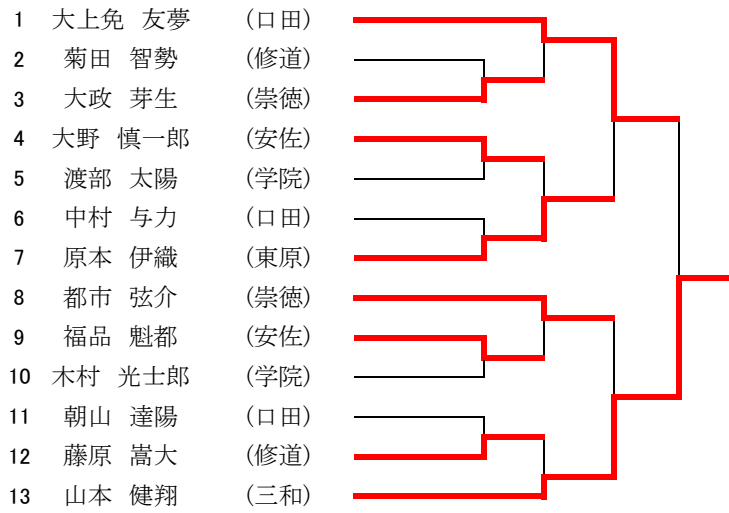 1 大上免 友夢 (口田)
2 菊田 智勢 (修道)
3 大政 芽生 (崇徳)
4 大野 慎一郎 (安佐)
5 渡部 太陽 (学院)
6 中村 与力 (口田)
7 原本 伊織 (東原)
8 都市 弦介 (崇徳)
9 福品 魁都 (安佐)
10 木村 光士郎 (学院)
11 朝山 達陽 (口田)
12 藤原 嵩大 (修道)
13 山本 健翔 (三和)